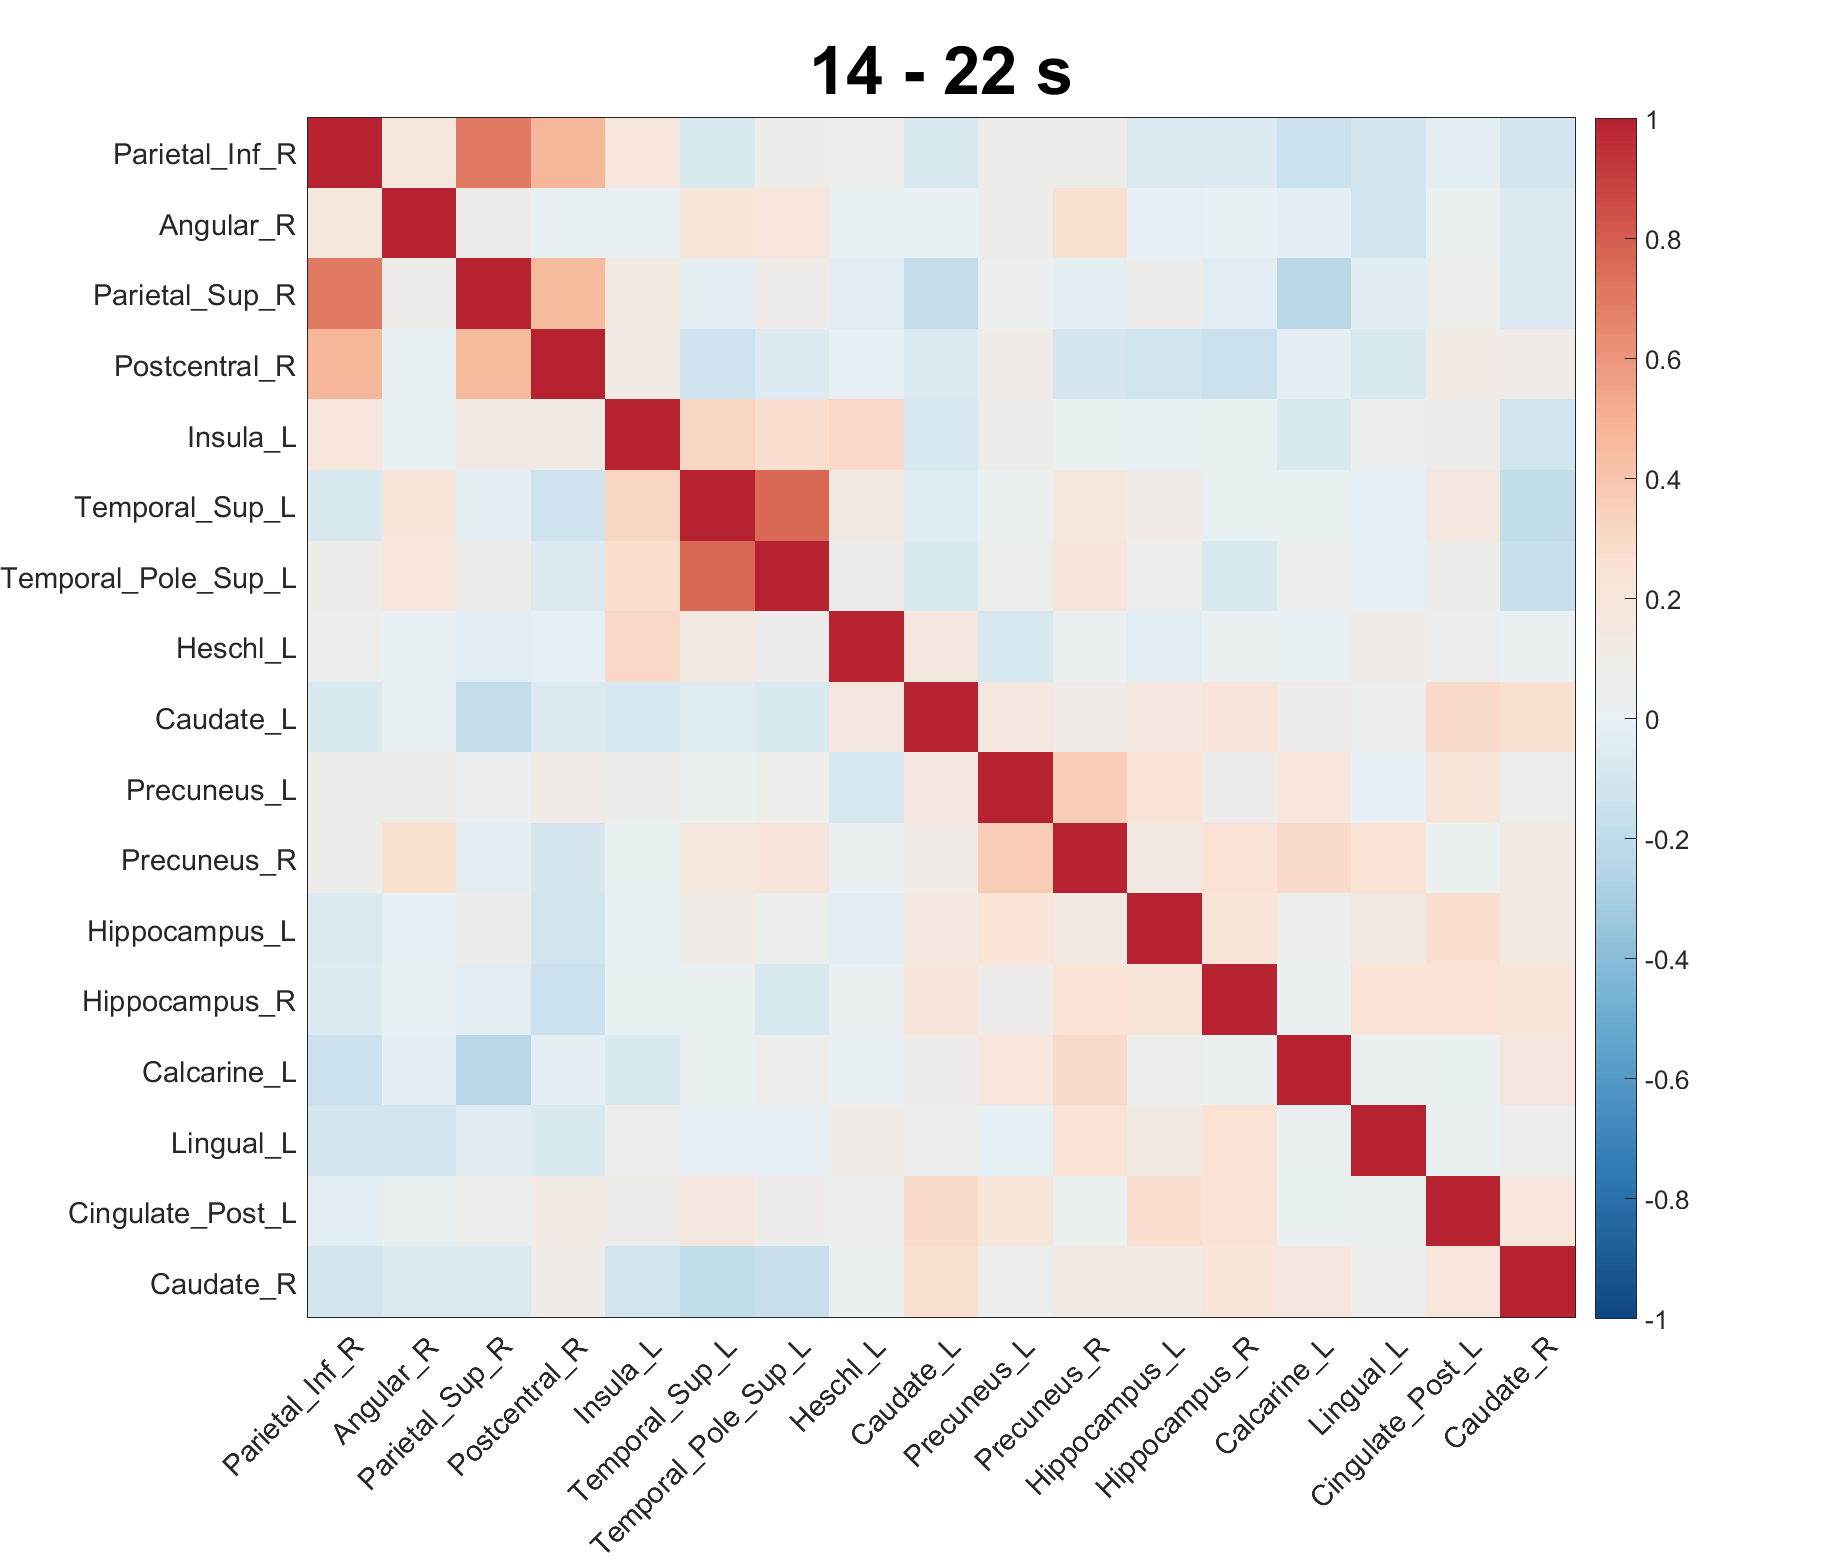 14 - 22 s
Parietal_Inf_R
Angular_R
Parietal_Sup_R
Postcentral_R
Insula_L
Temporal_Sup_L
Temporal_Pole_Sup_L
Heschl_L
Caudate_L
Precuneus_L
Precuneus_R
Hippocampus_L
Hippocampus_R
Calcarine_L
Lingual_L
Cingulate_Post_L
Caudate_R
1
0.8
0.6
0.4
0.2
0
-0.2
-0.4
-0.6
-0.8
-1
Parietal_Inf_R
Angular_R
Parietal_Sup_R
Postcentral_R
Insula_L
Temporal_Sup_L
Temporal_Pole_Sup_L
Heschl_L
Caudate_L
Precuneus_L
Precuneus_R
Hippocampus_L
Hippocampus_R
Calcarine_L
Lingual_L
Cingulate_Post_L
Caudate_R